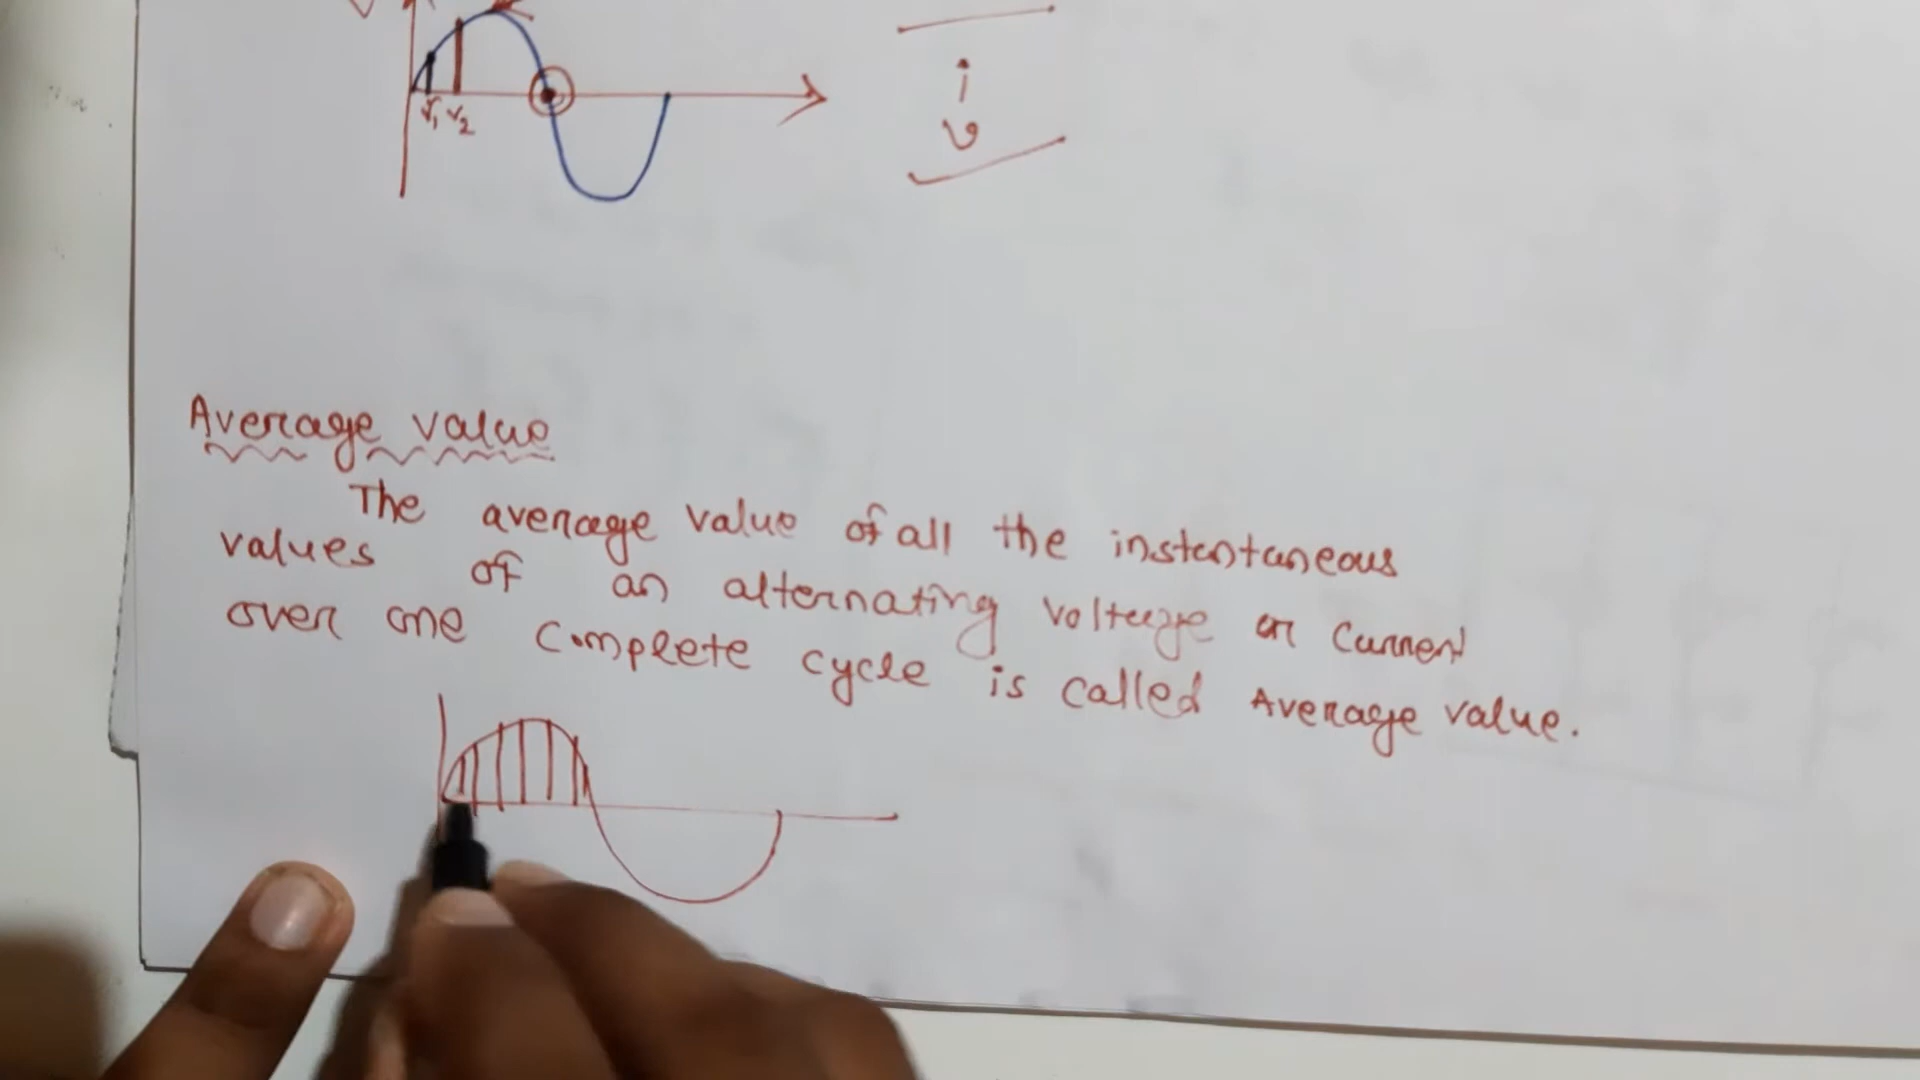 V
v₁ v₂
i
v
Average value
The average value of all the instentaneous
values of an alternating voltage or Current
over one complete cycle is called Average value.